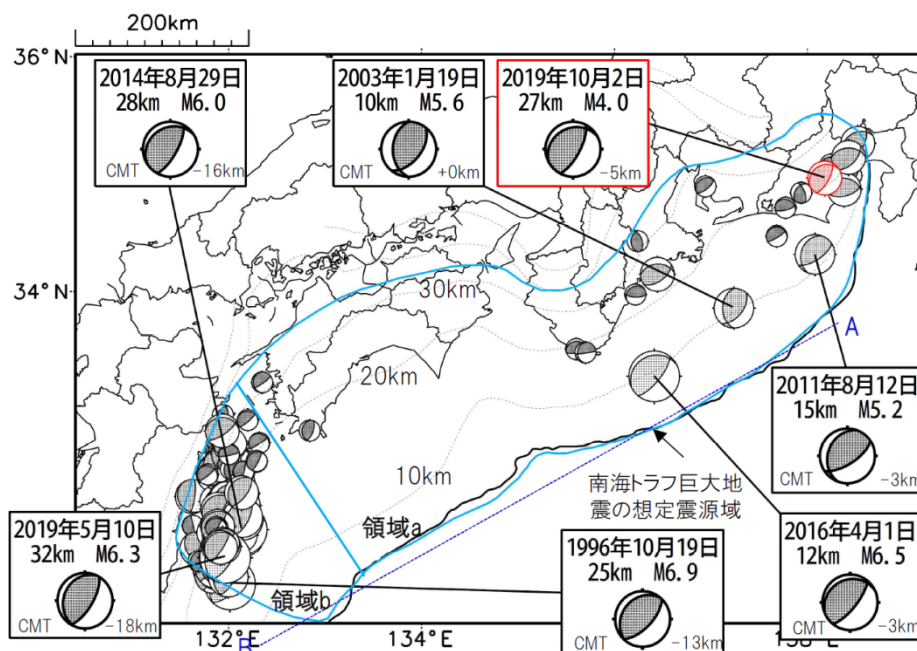 200km
36°N
2014年8月29日
28km M6.0
CMT
-16km
2003年1月19日
10km M5.6
CMT
+0km
2019年10月2日
27km M4.0
-5km
34°N
30km
20km
10km
A
2011年8月12日
15km M5.2
CMT
-3km
南海トラフ巨大地
震の想定震源域
領域a
領域b
2019年5月10日
32km M6.3
CMT
-18km
1996年10月19日
25km M6.9
CMT
-13km
2016年4月1日
12km M6.5
CMT
-3km
B
132°E
134°E